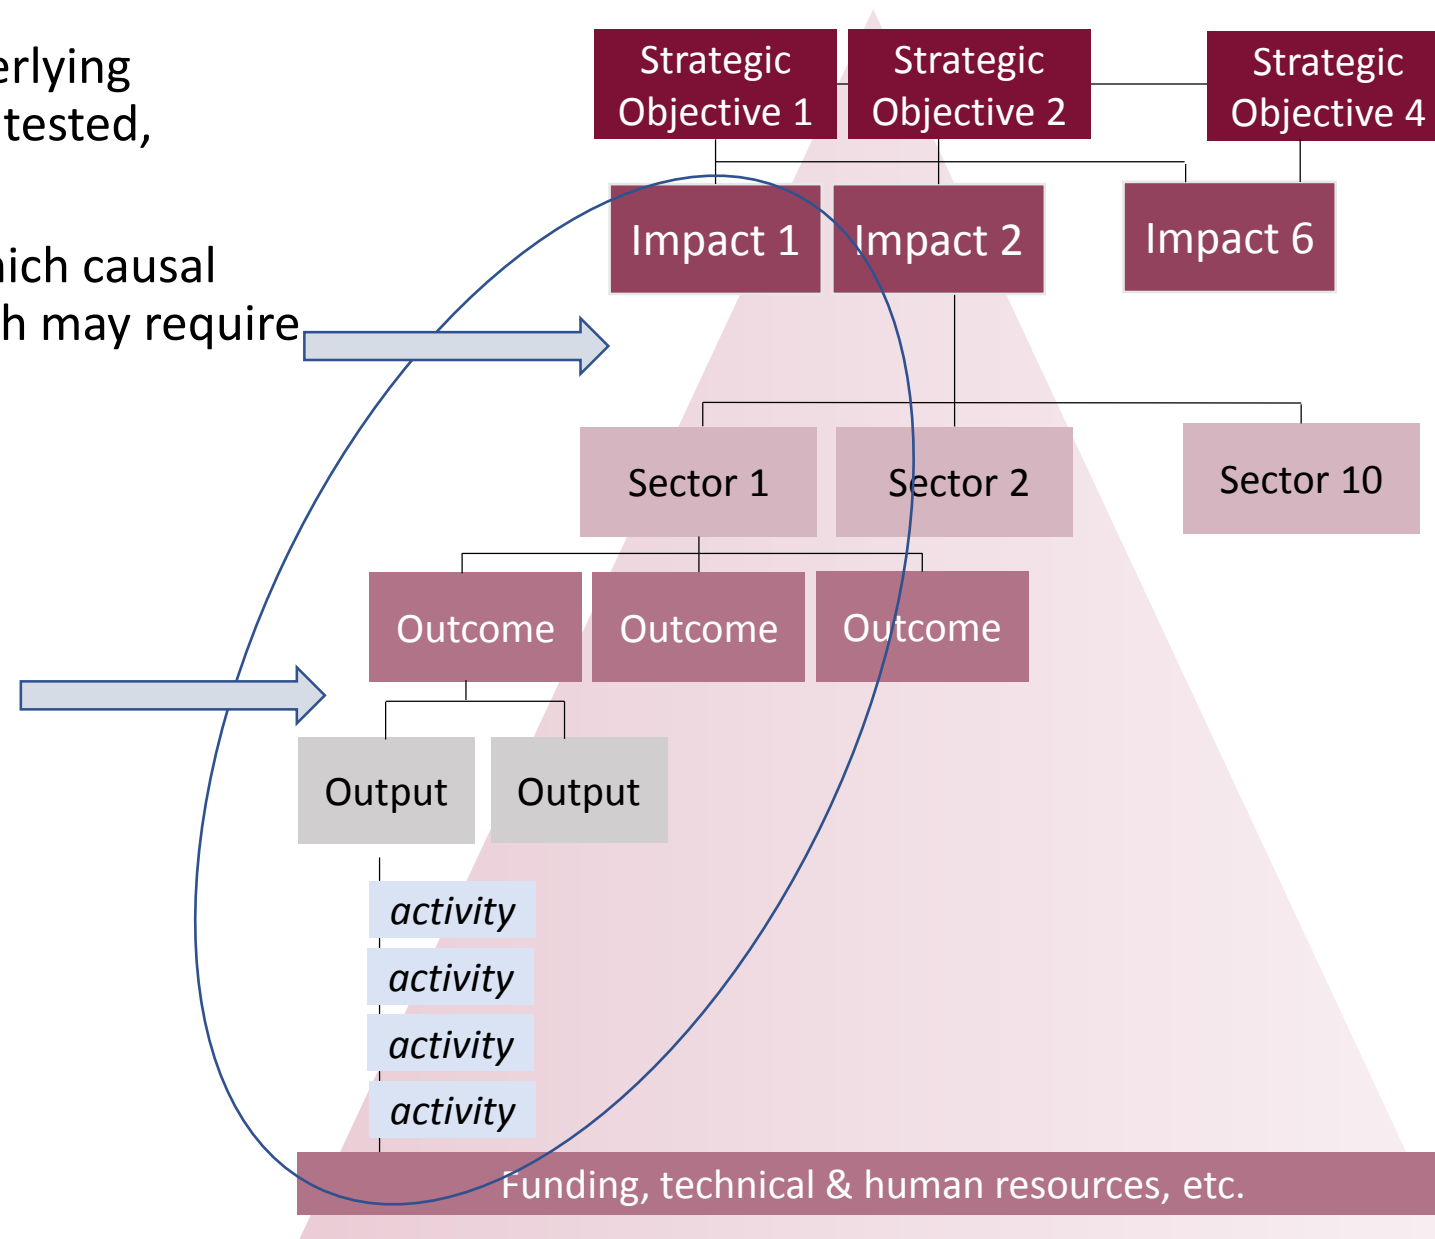 erlying
tested,
ich causal
h may require
Strategic
Objective 1
Strategic
Objective 2
Strategic
Objective 4
Impact 1
Impact 2
Impact 6
Sector 1
Sector 2
Sector 10
Outcome
Outcome
Outcome
Output
Output
activity
activity
activity
activity
Funding, technical & human resources, etc.